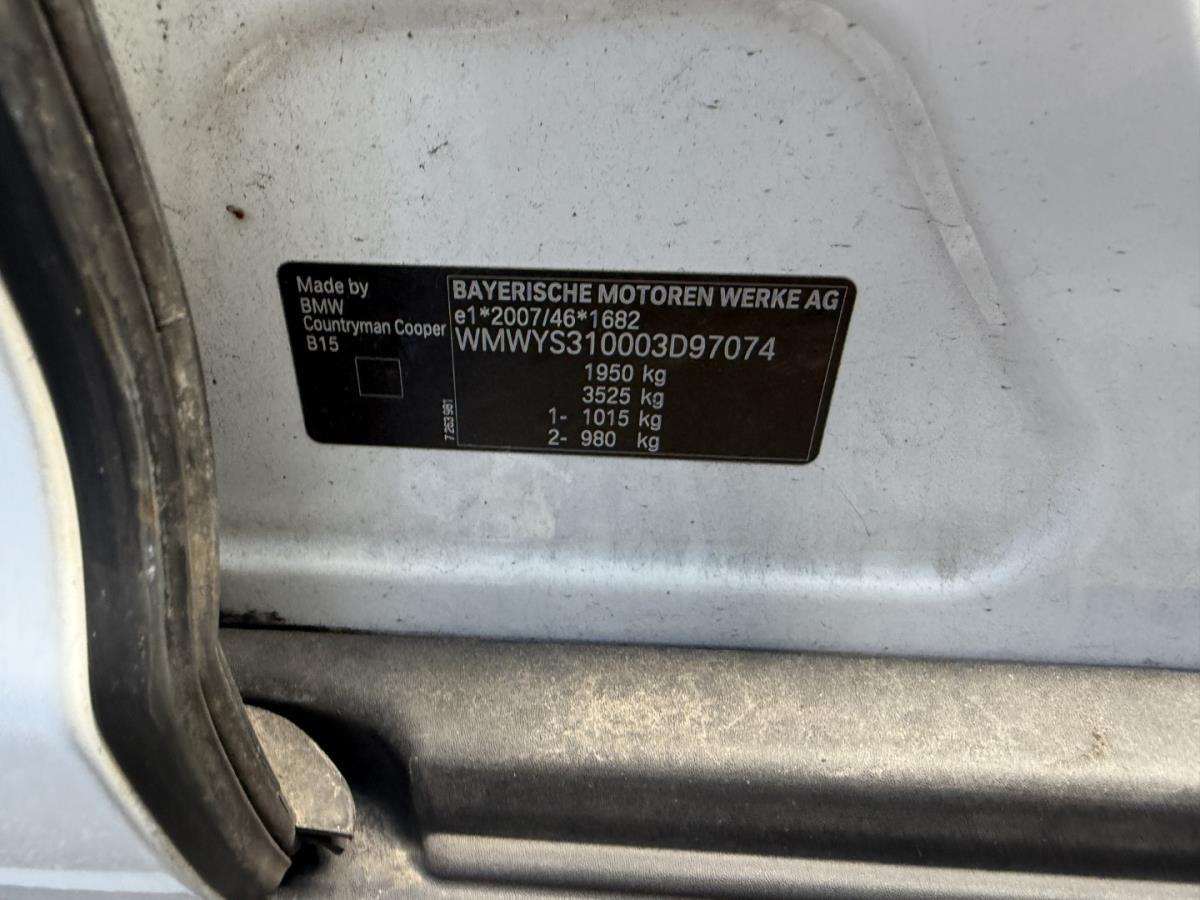 Made by
BMW
Countryman Cooper
B15
7 263 981
BAYERISCHE MOTOREN WERKE AG
e1*2007/46*1682
WMWYS310003D97074
1950 kg
3525 kg
1- 1015 kg
2- 980 kg